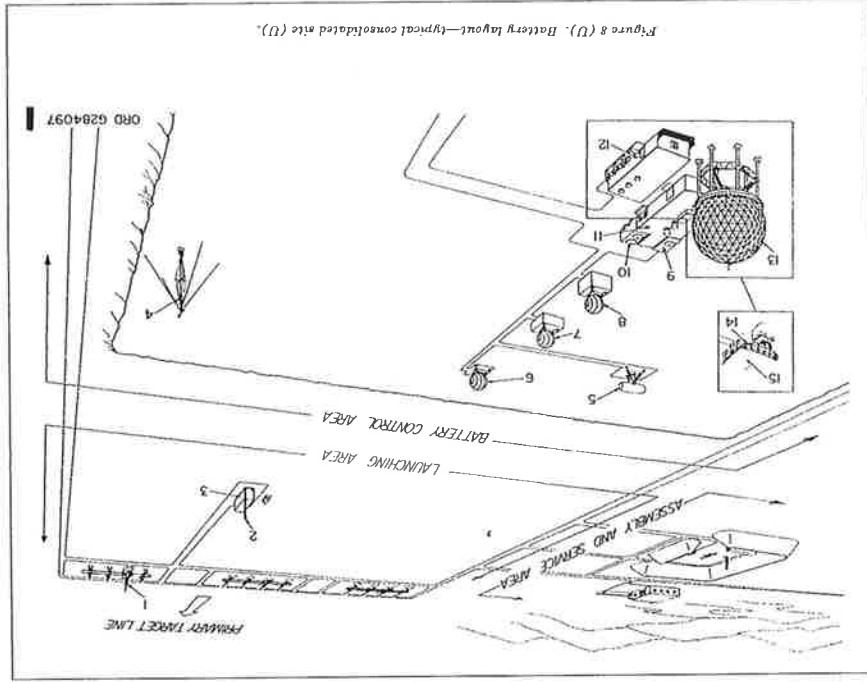 PRIMARY TARGET LINE
1
ASSEMBLY AND SERVICE AREA
2
3
LAUNCHING AREA
BATTERY CONTROL AREA
5
6
15
7
14
8
4
10
9
13
11
12
ORD G284097
Figure 8 (U). Battery layout—typical consolidated site (U).